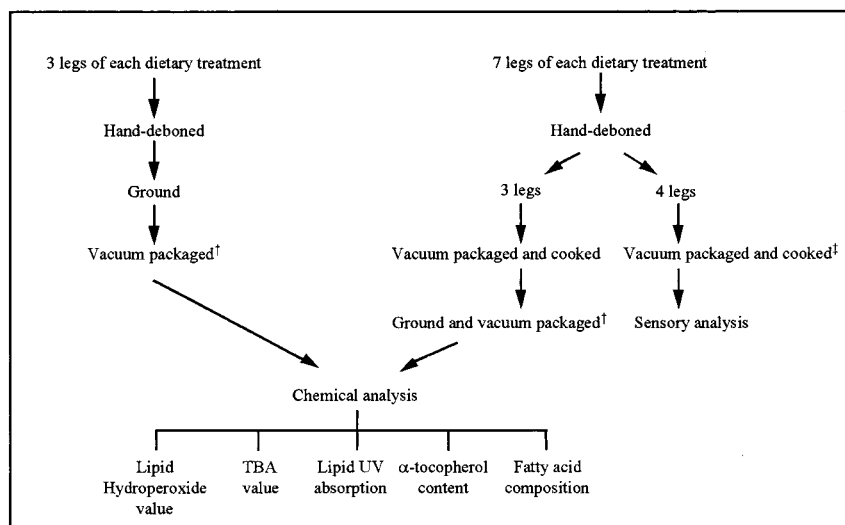 3 legs of each dietary treatment
7 legs of each dietary treatment
Hand-deboned
Hand-deboned
Ground
3 legs
4 legs
Vacuum packaged†
Vacuum packaged and cooked
Vacuum packaged and cooked‡
Ground and vacuum packaged†
Sensory analysis
Chemical analysis
Lipid
Hydroperoxide
value
TBA
value
Lipid UV
absorption
α-tocopherol
content
Fatty acid
composition